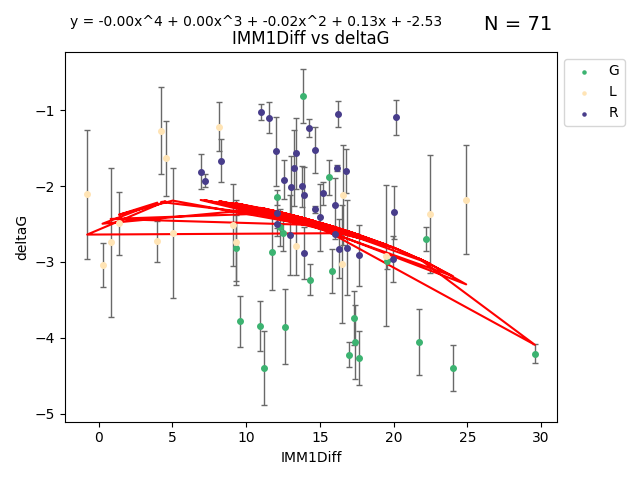 y = -0.00x^4 + 0.00x^3 + -0.02x^2 + 0.13x + -2.53 N = 71
IMM1Diff vs deltaG
G
L
R
−1
−2
−3
−4
−5
deltaG
0 5 10 15 20 25 30
IMM1Diff